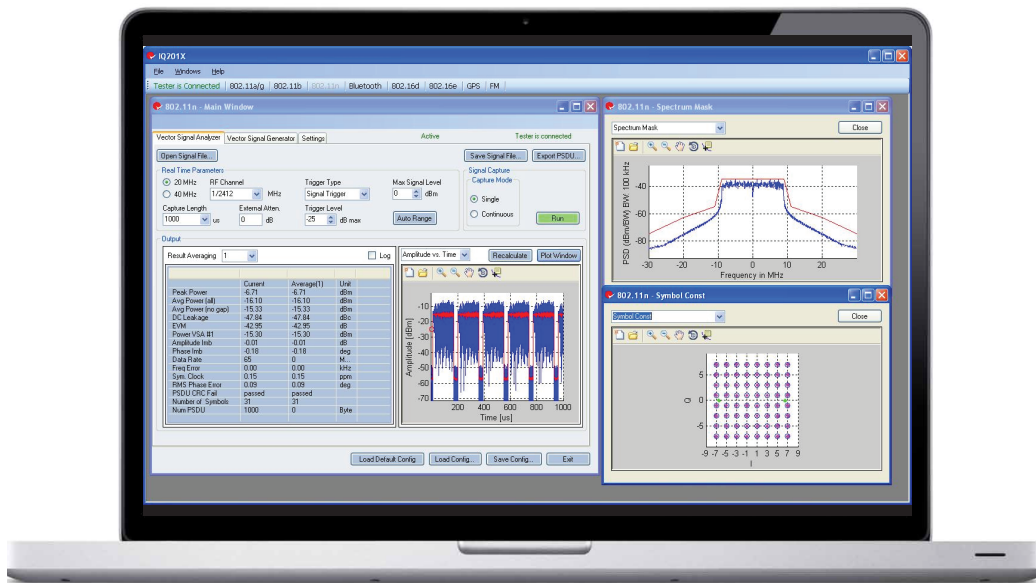 IQ201X
File Windows Help
Tester is Connected 802.11a/g 802.11b 802.11n Bluetooth 802.16d 802.16e GPS FM
802.11n - Main Window
Vector Signal Analyzer Vector Signal Generator Settings Active Tester is connected
Open Signal File... Save Signal File... Export PSDU...
Real Time Parameters Signal Capture
20 MHz RF Channel Trigger Type Max Signal Level Capture Mode
40 MHz 1/2412 MHz Signal Trigger 0 dBm Single
Capture Length External Atten. Trigger Level Continuous
1000 us 0 dB -25 dB max Auto Range Run
Output
Result Averaging 1 Log Amplitude vs. Time Recalculate Plot Window
Current Average(1) Unit
Peak Power -6.71 -6.71 dBm
Avg Power (all) -16.10 -16.10 dBm
Avg Power (no gap) -15.33 -15.33 dBm
DC Leakage -47.84 -47.84 dBc
EVM -42.95 -42.95 dB
Power VSA #1 -15.30 -15.30 dBm
Amplitude Imb -0.01 -0.01 dB
Phase Imb -0.18 -0.18 deg
Data Rate 65 0 M...
Freq Error 0.00 0.00 kHz
Sym. Clock 0.15 0.15 ppm
RMS Phase Error 0.09 0.09 deg
PSDU CRC Fail passed passed
Number of Symbols 31 31
Num PSDU 1000 0 Byte
Amplitude [dBm]
-10
-20
-30
-40
-50
-60
-70
200 400 600 800 1000
Time [us]
Load Default Config Load Config... Save Config... Exit
802.11n - Spectrum Mask
Spectrum Mask Close
PSD (dBm/BW) BW 100 kHz
-40
-60
-80
-30 -20 -10 0 10 20
Frequency in MHz
802.11n - Symbol Const
Symbol Const Close
Q
5
0
-5
-9 -7 -5 -3 -1 1 3 5 7 9
I